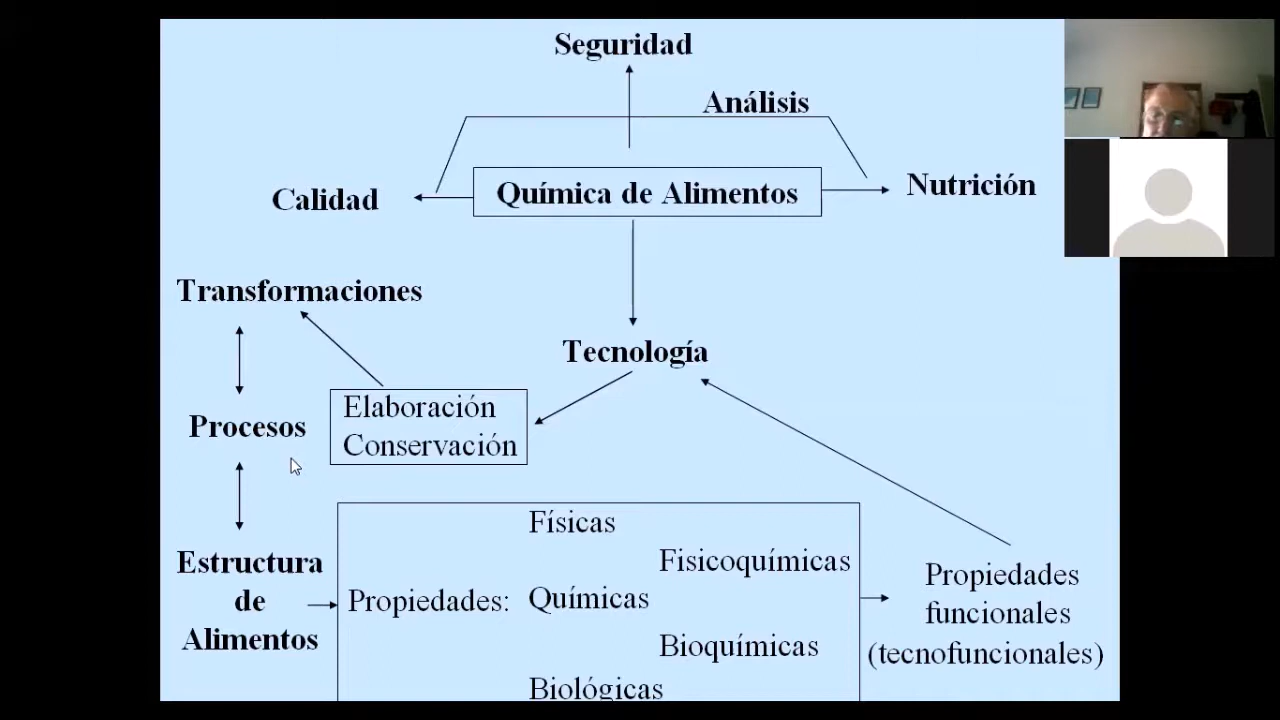 Seguridad
Análisis
Calidad
Química de Alimentos
Nutrición
Transformaciones
Tecnología
Elaboración
Conservación
Procesos
Físicas
Fisicoquímicas
Estructura
de
Alimentos
Propiedades:
Químicas
Bioquímicas
Biológicas
Propiedades
funcionales
(tecnofuncionales)